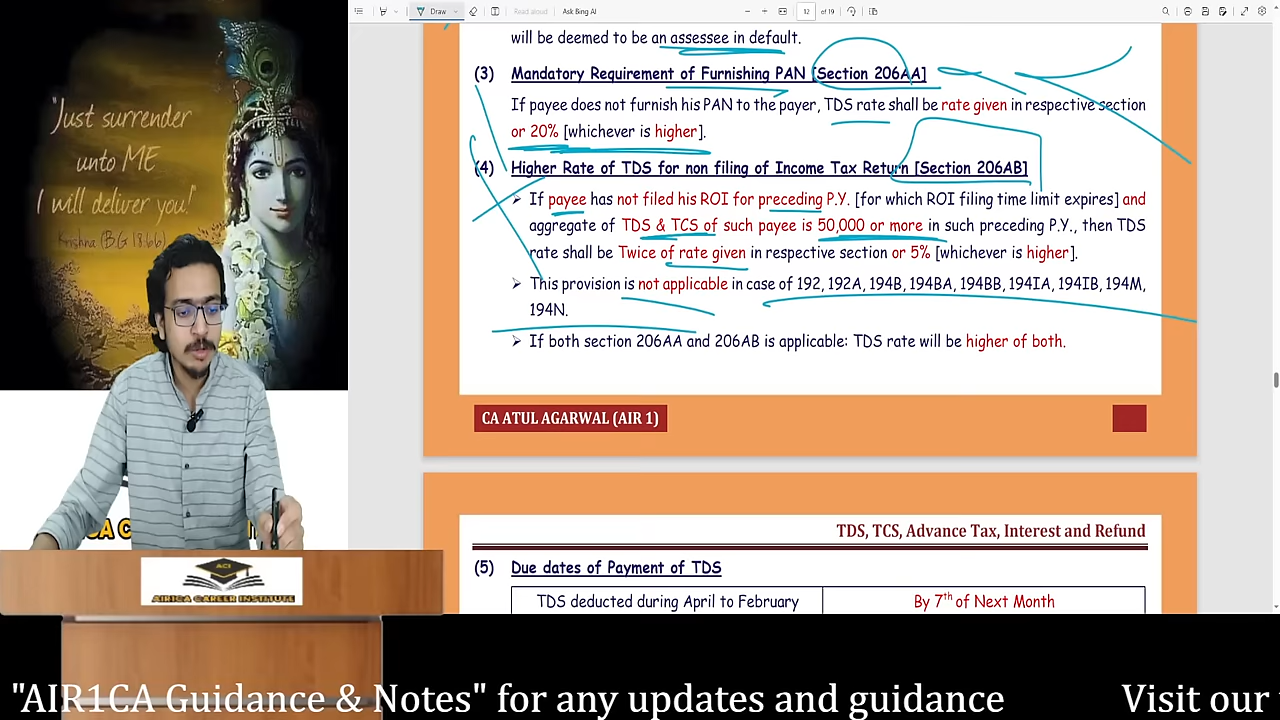 Draw
Read aloud
Ask Bing AI
12
of 19
will be deemed to be an assessee in default.
(3) Mandatory Requirement of Furnishing PAN [Section 206AA]
If payee does not furnish his PAN to the payer, TDS rate shall be rate given in respective section
or 20% [whichever is higher].
(4) Higher Rate of TDS for non filing of Income Tax Return [Section 206AB]
➢ If payee has not filed his ROI for preceding P.Y. [for which ROI filing time limit expires] and
aggregate of TDS & TCS of such payee is 50,000 or more in such preceding P.Y., then TDS
rate shall be Twice of rate given in respective section or 5% [whichever is higher].
➢ This provision is not applicable in case of 192, 192A, 194B, 194BA, 194BB, 194IA, 194IB, 194M,
194N.
➢ If both section 206AA and 206AB is applicable: TDS rate will be higher of both.
CA ATUL AGARWAL (AIR 1)
TDS, TCS, Advance Tax, Interest and Refund
(5) Due dates of Payment of TDS
TDS deducted during April to February
By 7th of Next Month
"Just surrender
unto ME
I will deliver you!"
Krishna (BG 18:66)
ACI
AIR1CA CAREER INSTITUTE
"AIR1CA Guidance & Notes" for any updates and guidance
Visit our